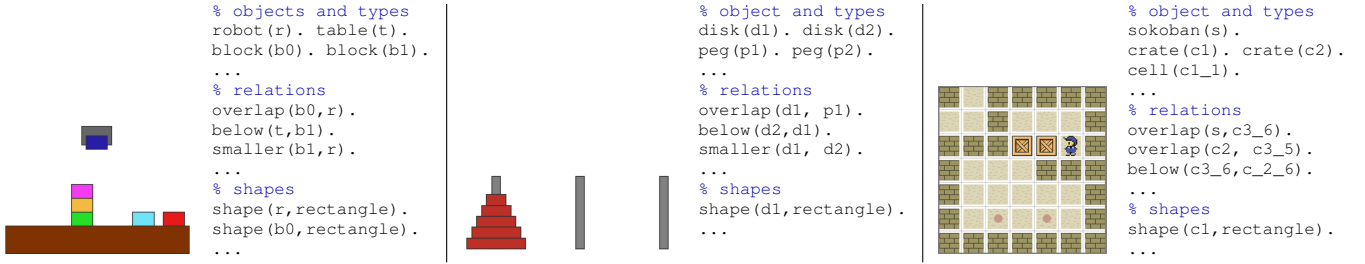 % objects and types
robot(r). table(t).
block(b0). block(b1).
...
% relations
overlap(b0,r).
below(t,b1).
smaller(b1,r).
...
% shapes
shape(r,rectangle).
shape(b0,rectangle).
...
% object and types
disk(d1). disk(d2).
peg(p1). peg(p2).
...
% relations
overlap(d1, p1).
below(d2,d1).
smaller(d1, d2).
...
% shapes
shape(d1,rectangle).
...
% object and types
sokoban(s).
crate(c1). crate(c2).
cell(c1_1).
...
% relations
overlap(s,c3_6).
overlap(c2, c3_5).
below(c3_6,c_2_6).
...
% shapes
shape(c1,rectangle).
...